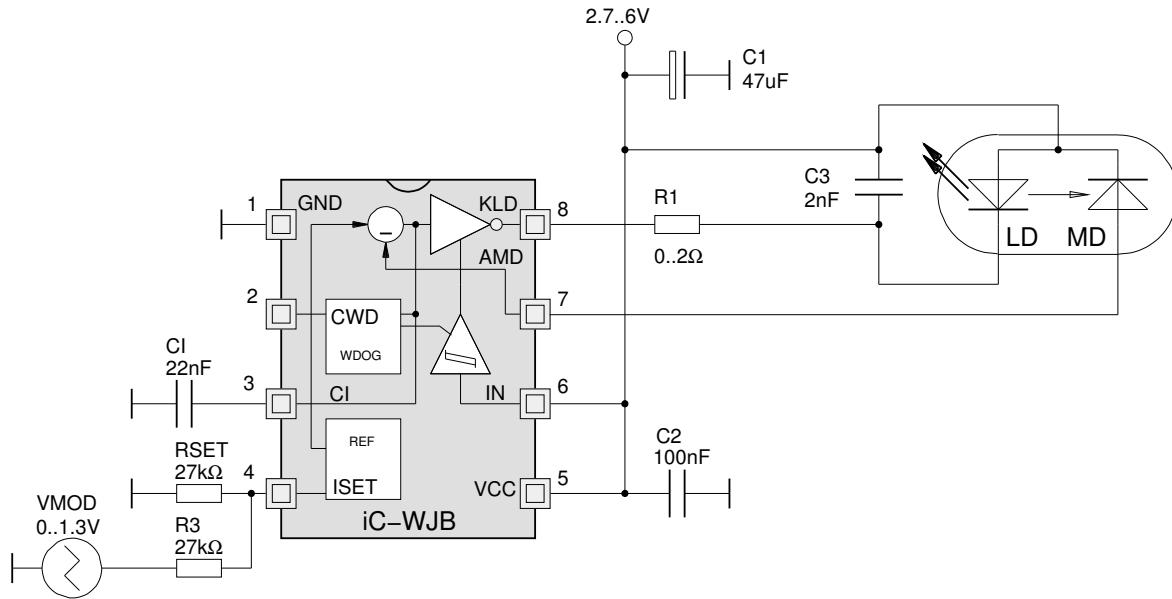 2.7..6V
C1
47uF
C3
2nF
R1
0..2Ω
LD
MD
1
GND
KLD
8
AMD
2
7
CWD
WDOG
CI
22nF
3
CI
IN
6
RSET
27kΩ
4
REF
ISET
VCC
5
C2
100nF
VMOD
0..1.3V
R3
27kΩ
iC–WJB
–